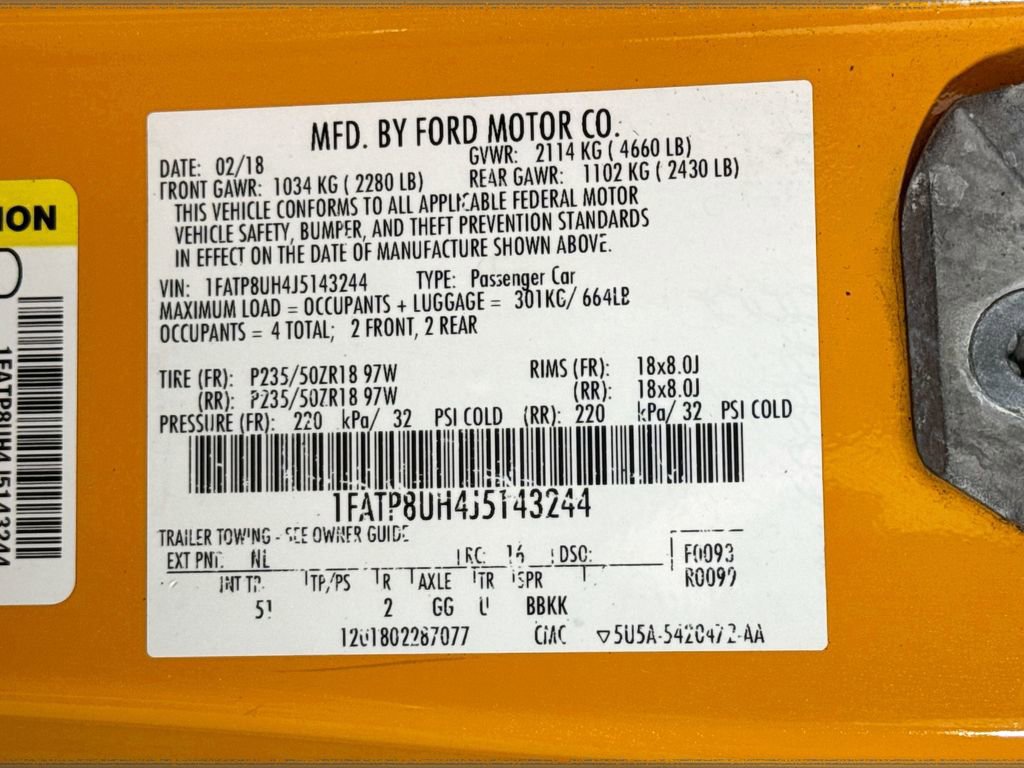 MFD. BY FORD MOTOR CO.
DATE: 02/18
GVWR: 2114 KG ( 4660 LB)
FRONT GAWR: 1034 KG ( 2280 LB)
REAR GAWR: 1102 KG ( 2430 LB)
THIS VEHICLE CONFORMS TO ALL APPLICABLE FEDERAL MOTOR
VEHICLE SAFETY, BUMPER, AND THEFT PREVENTION STANDARDS
IN EFFECT ON THE DATE OF MANUFACTURE SHOWN ABOVE.
VIN: 1FATP8UH4J5143244 TYPE: Passenger Car
MAXIMUM LOAD = OCCUPANTS + LUGGAGE = 301KG/ 664LB
OCCUPANTS = 4 TOTAL; 2 FRONT, 2 REAR
TIRE (FR): P235/50ZR18 97W RIMS (FR): 18x8.0J
(RR): P235/50ZR18 97W (RR): 18x8.0J
PRESSURE (FR): 220 kPa/ 32 PSI COLD (RR): 220 kPa/ 32 PSI COLD
1FATP8UH4J5143244
TRAILER TOWING - SEE OWNER GUIDE
EXT PNT: NL RC: 16 DSO: F0093
R0099
INT TR TP/PS R AXLE TR SPR
51 2 GG U BBKK
1201802287077 CMC ▽5U5A-5420472-AA
ION
1FATP8UH4J5143244